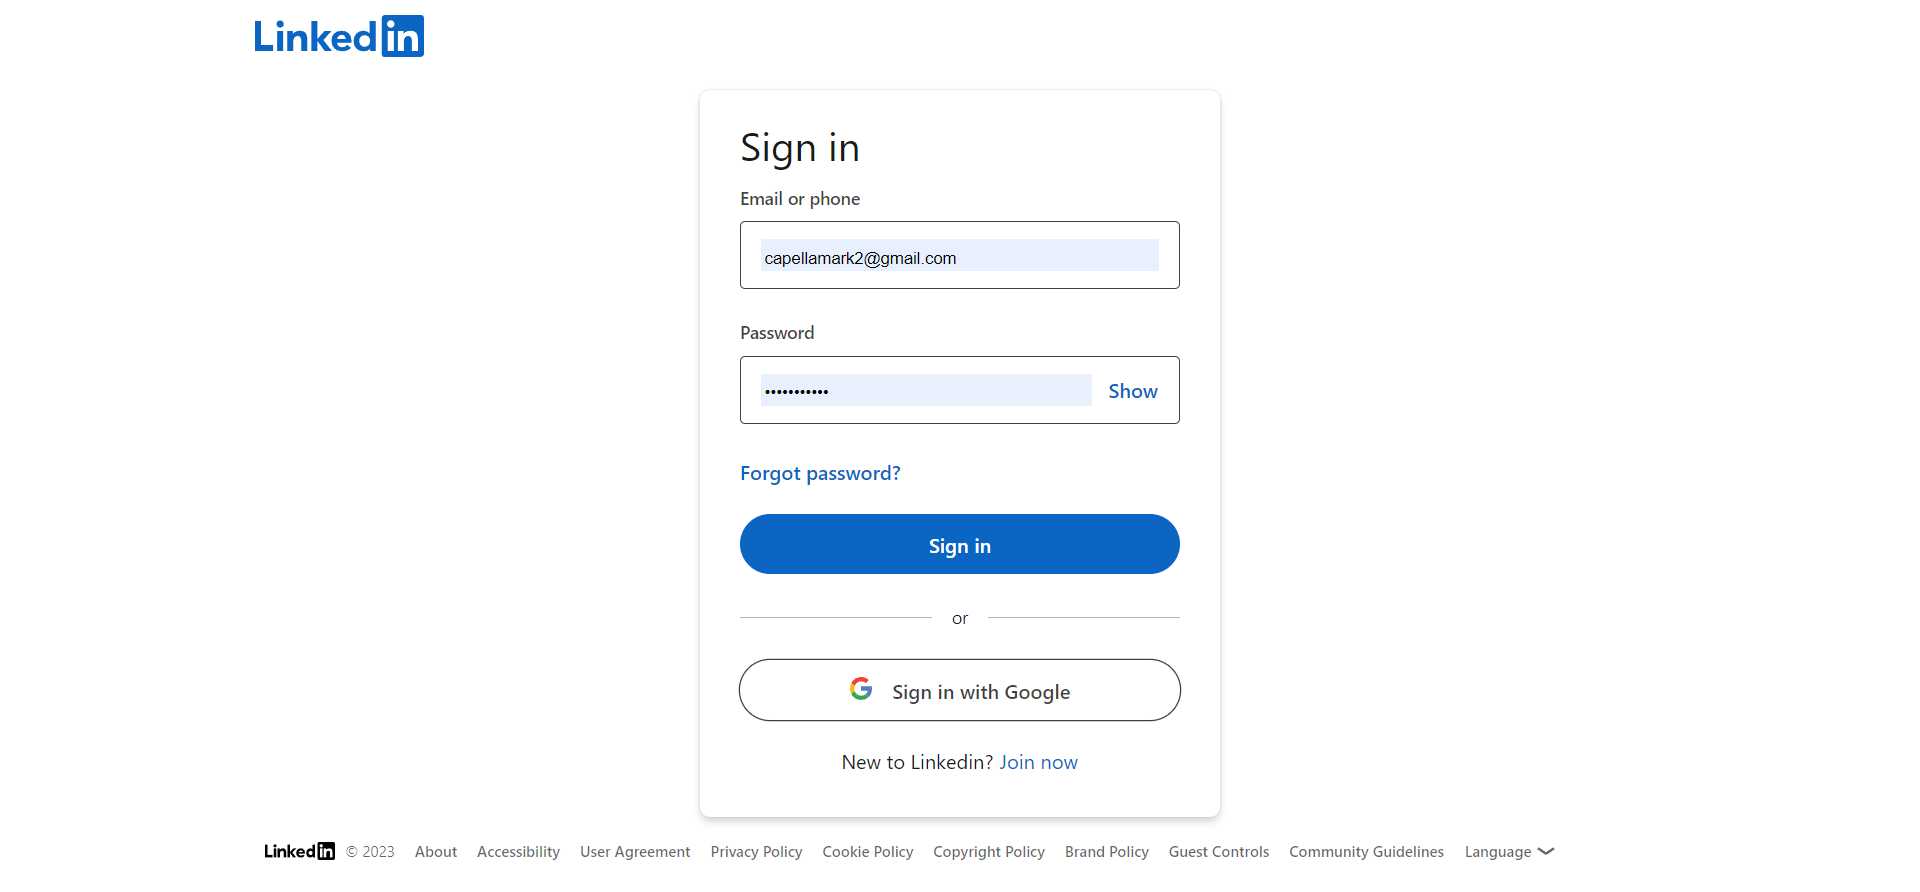 Linkedin
Sign in
Email or phone
capellamark2@gmail.com
Password
•••••••••••
Show
Forgot password?
Sign in
or
Sign in with Google
New to Linkedin? Join now
Linkedin © 2023 About Accessibility User Agreement Privacy Policy Cookie Policy Copyright Policy Brand Policy Guest Controls Community Guidelines Language